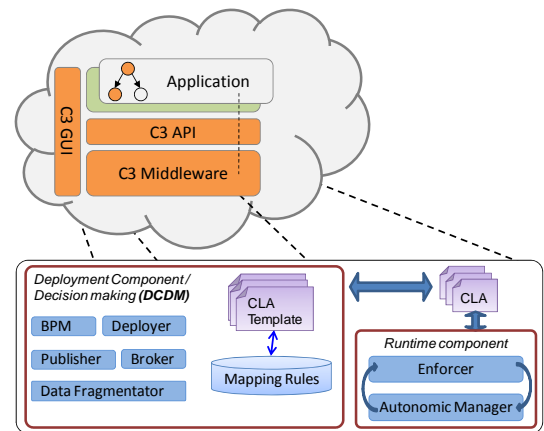 Application
C3 GUI
C3 API
C3 Middleware
Deployment Component /
Decision making (DCDM)
CLA
Template
CLA
BPM
Deployer
Publisher
Broker
Data Fragmentator
Mapping Rules
Runtime component
Enforcer
Autonomic Manager